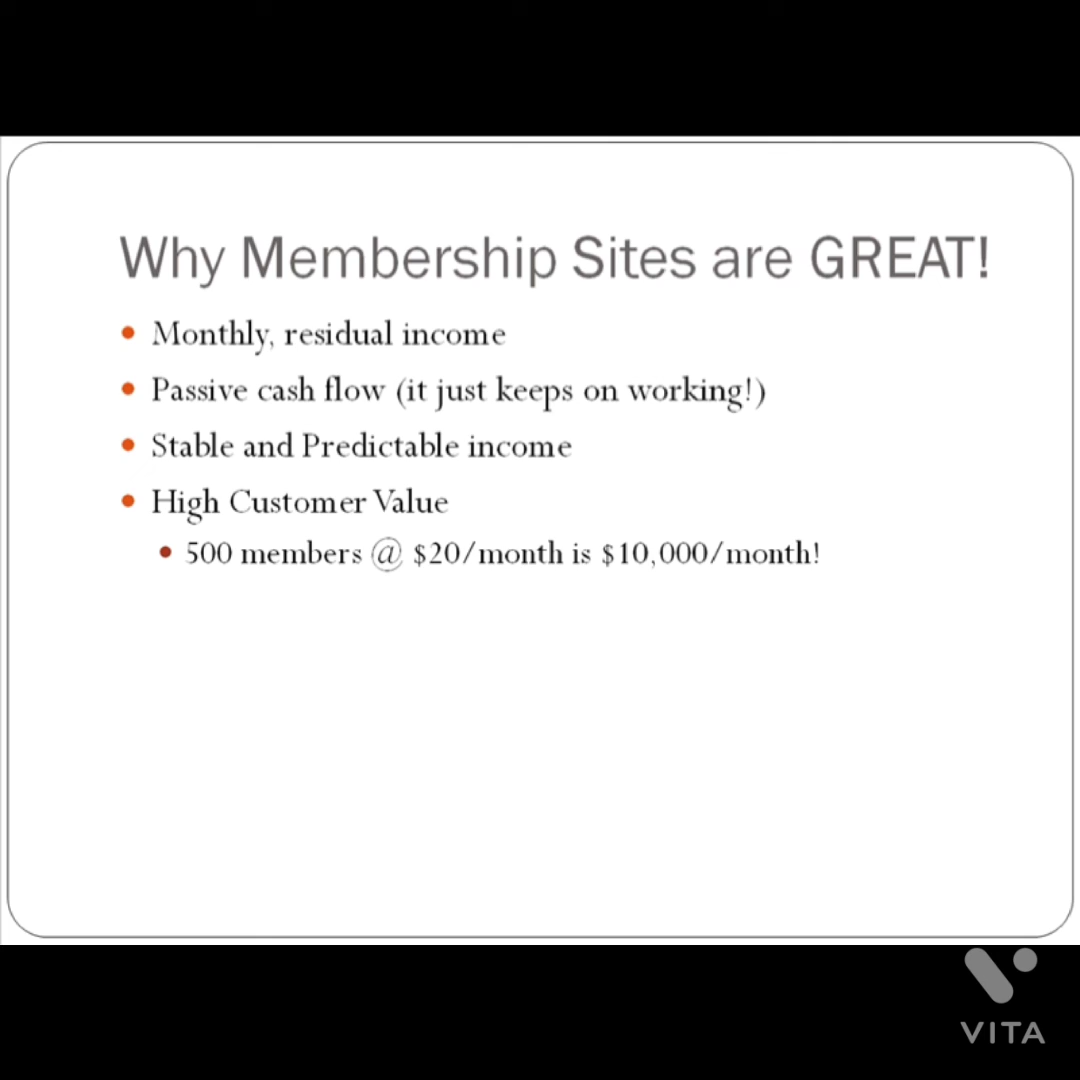 Why Membership Sites are GREAT!
Monthly, residual income
Passive cash flow (it just keeps on working!)
Stable and Predictable income
High Customer Value
500 members @ $20/month is $10,000/month!
VITA